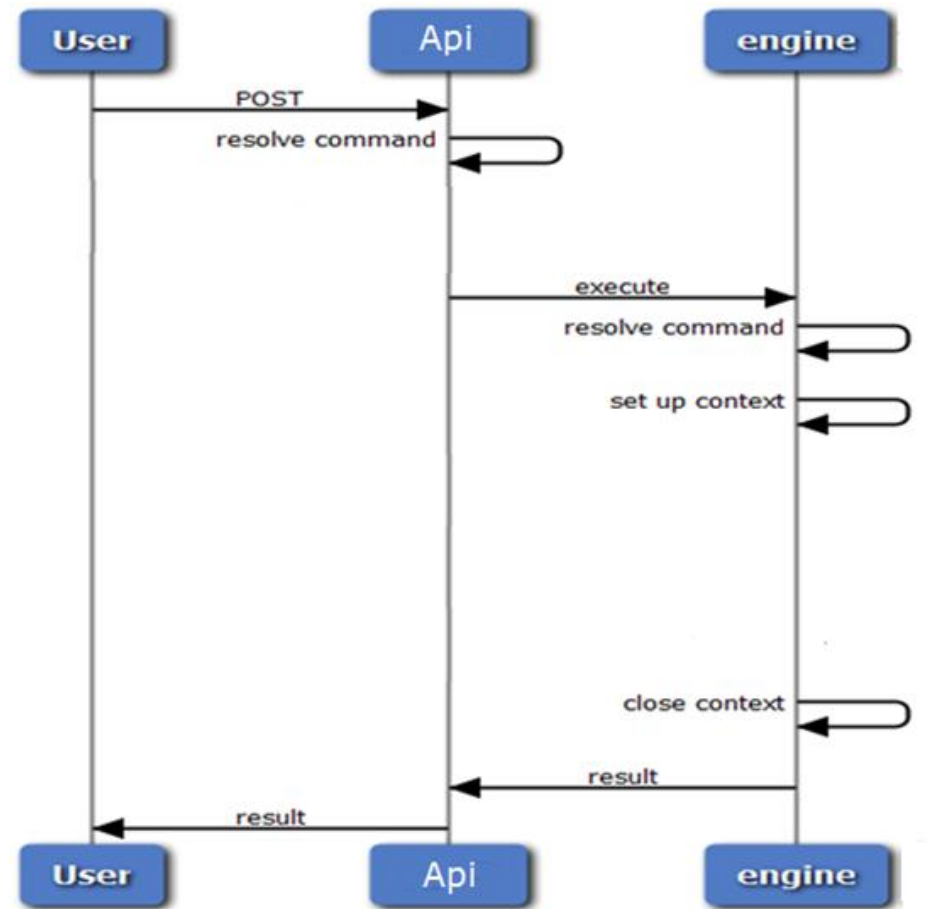 User
Api
engine
POST
resolve command
execute
resolve command
set up context
close context
result
result
User
Api
engine